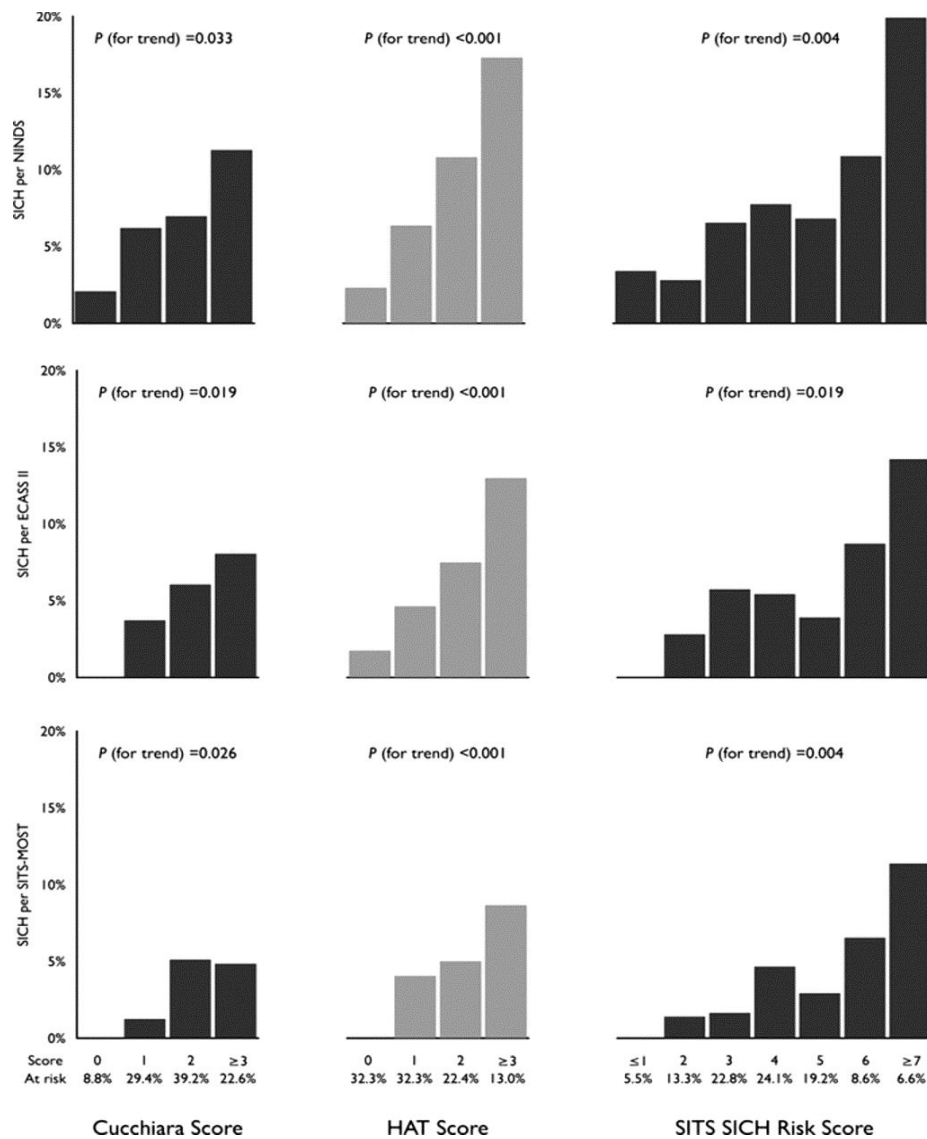 20%
P (for trend) =0.033
P (for trend) <0.001
P (for trend) =0.004
15%
10%
5%
0%
SICH per NINDS
20%
P (for trend) =0.019
P (for trend) <0.001
P (for trend) =0.019
15%
10%
5%
0%
SICH per ECASS II
20%
P (for trend) =0.026
P (for trend) <0.001
P (for trend) =0.004
15%
10%
5%
0%
SICH per SITS-MOST
Score 0 1 2 ≥3 0 1 2 ≥3 ≤1 2 3 4 5 6 ≥7
At risk 8.8% 29.4% 39.2% 22.6% 32.3% 32.3% 22.4% 13.0% 5.5% 13.3% 22.8% 24.1% 19.2% 8.6% 6.6%
Cucchiara Score HAT Score SITS SICH Risk Score